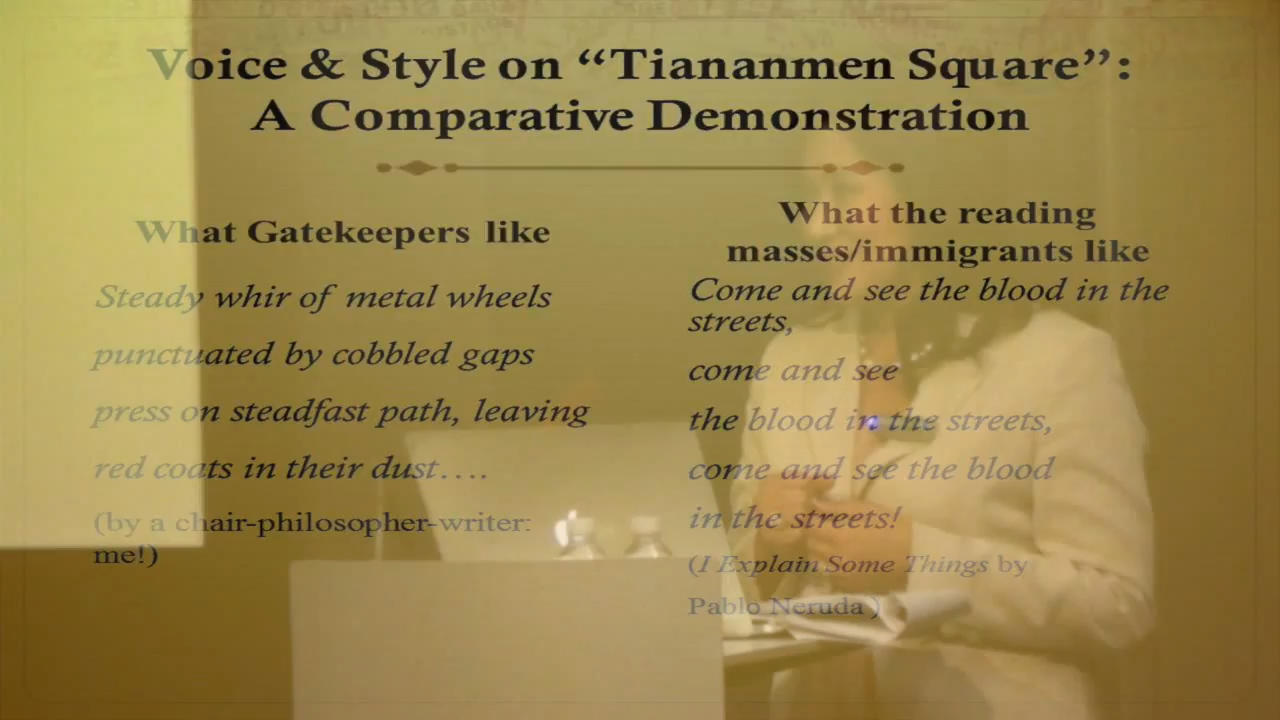 Voice & Style on “Tiananmen Square”:
A Comparative Demonstration
What Gatekeepers like
Steady whir of metal wheels
punctuated by cobbled gaps
press on steadfast path, leaving
red coats in their dust….
(by a chair-philosopher-writer:
me!)
What the reading
masses/immigrants like
Come and see the blood in the
streets,
come and see
the blood in the streets,
come and see the blood
in the streets!
(I Explain Some Things by
Pablo Neruda )